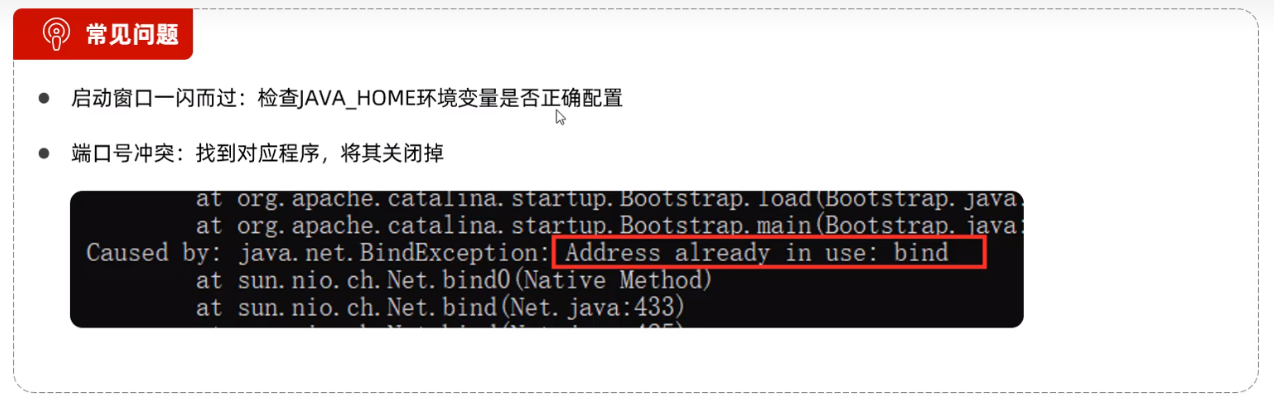 常见问题
启动窗口一闪而过：检查JAVA_HOME环境变量是否正确配置
端口号冲突：找到对应程序，将其关闭掉
at org.apache.catalina.startup.Bootstrap.load(Bootstrap.java:
at org.apache.catalina.startup.Bootstrap.main(Bootstrap.java:
Caused by: java.net.BindException: Address already in use: bind
at sun.nio.ch.Net.bind0(Native Method)
at sun.nio.ch.Net.bind(Net.java:433)